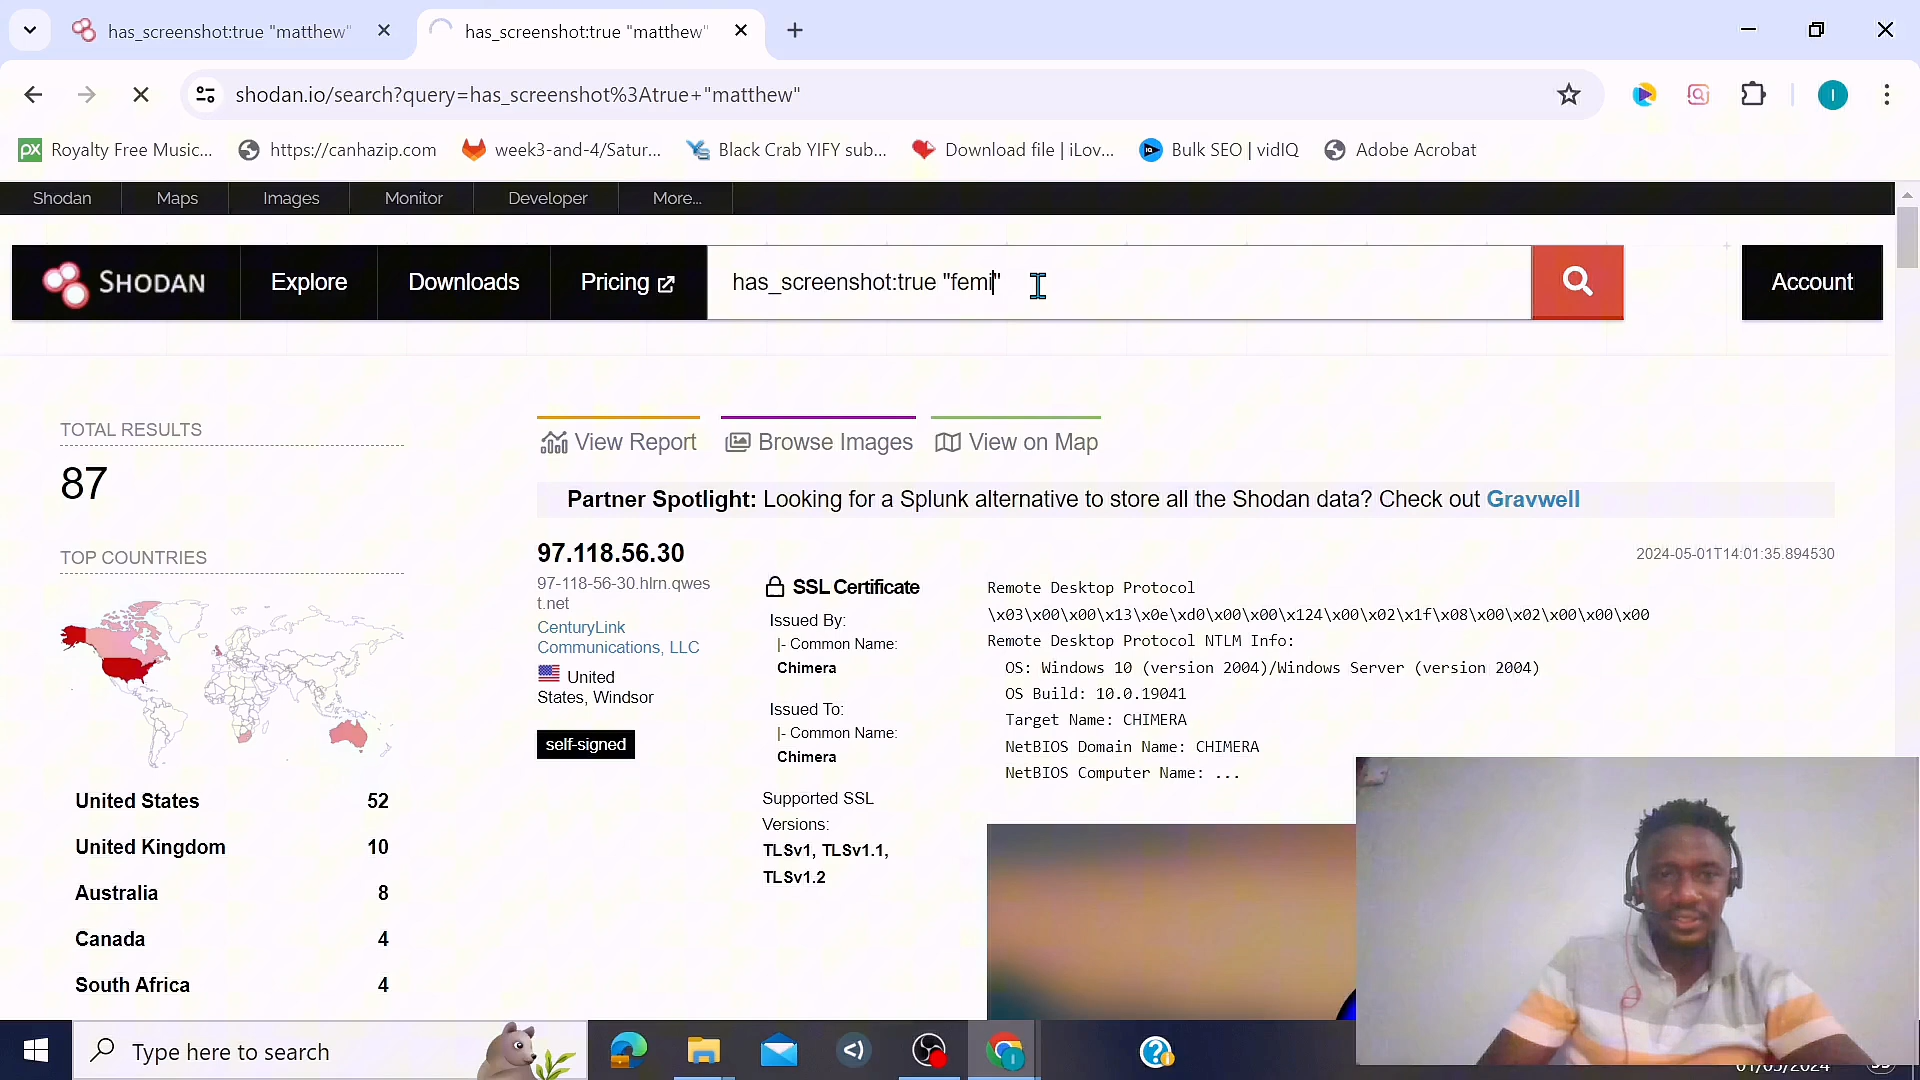 has_screenshot:true "matthew"
has_screenshot:true "matthew"
shodan.io/search?query=has_screenshot%3Atrue+"matthew"
I
Royalty Free Music...
https://canhazip.com
week3-and-4/Satur...
Black Crab YIFY sub...
Download file | iLov...
Bulk SEO | vidIQ
Adobe Acrobat
Shodan
Maps
Images
Monitor
Developer
More...
SHODAN
Explore
Downloads
Pricing
has_screenshot:true "femi"
Account
TOTAL RESULTS
87
TOP COUNTRIES
United States 52
United Kingdom 10
Australia 8
Canada 4
South Africa 4
View Report
Browse Images
View on Map
Partner Spotlight: Looking for a Splunk alternative to store all the Shodan data? Check out Gravwell
97.118.56.30
2024-05-01T14:01:35.894530
97-118-56-30.hlrn.qwes
t.net
CenturyLink
Communications, LLC
United
States, Windsor
self-signed
SSL Certificate
Issued By:
|- Common Name:
Chimera
Issued To:
|- Common Name:
Chimera
Supported SSL
Versions:
TLSv1, TLSv1.1,
TLSv1.2
Remote Desktop Protocol
\x03\x00\x00\x13\x0e\xd0\x00\x00\x124\x00\x02\x1f\x08\x00\x02\x00\x00\x00
Remote Desktop Protocol NTLM Info:
OS: Windows 10 (version 2004)/Windows Server (version 2004)
OS Build: 10.0.19041
Target Name: CHIMERA
NetBIOS Domain Name: CHIMERA
NetBIOS Computer Name: ...
Type here to search
01/05/2024